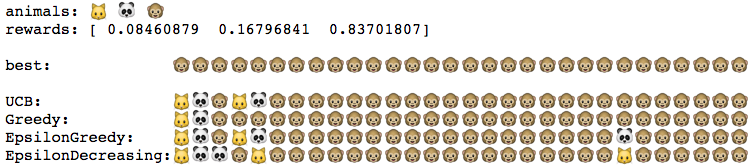 animals: 🐱 🐼 🐵
rewards: [ 0.08460879  0.16796841  0.83701807]
best: 🐵🐵🐵🐵🐵🐵🐵🐵🐵🐵🐵🐵🐵🐵🐵🐵🐵🐵🐵🐵🐵🐵🐵🐵🐵🐵🐵🐵🐵🐵
UCB: 🐱🐼🐵🐱🐼🐵🐵🐵🐵🐵🐵🐵🐵🐵🐵🐵🐵🐵🐵🐵🐵🐵🐵🐵🐵🐵🐵🐵🐵🐵
Greedy: 🐱🐼🐵🐵🐵🐵🐵🐵🐵🐵🐵🐵🐵🐵🐵🐵🐵🐵🐵🐵🐵🐵🐵🐵🐵🐵🐵🐵🐵🐵
EpsilonGreedy: 🐱🐼🐵🐱🐼🐵🐵🐵🐵🐵🐵🐵🐵🐵🐵🐵🐵🐵🐵🐵🐵🐵🐵🐼🐵🐵🐵🐵🐵🐵
EpsilonDecreasing:🐱🐼🐼🐵🐱🐵🐵🐵🐵🐵🐵🐵🐵🐵🐵🐵🐵🐵🐵🐵🐵🐵🐵🐱🐵🐵🐵🐵🐵🐵